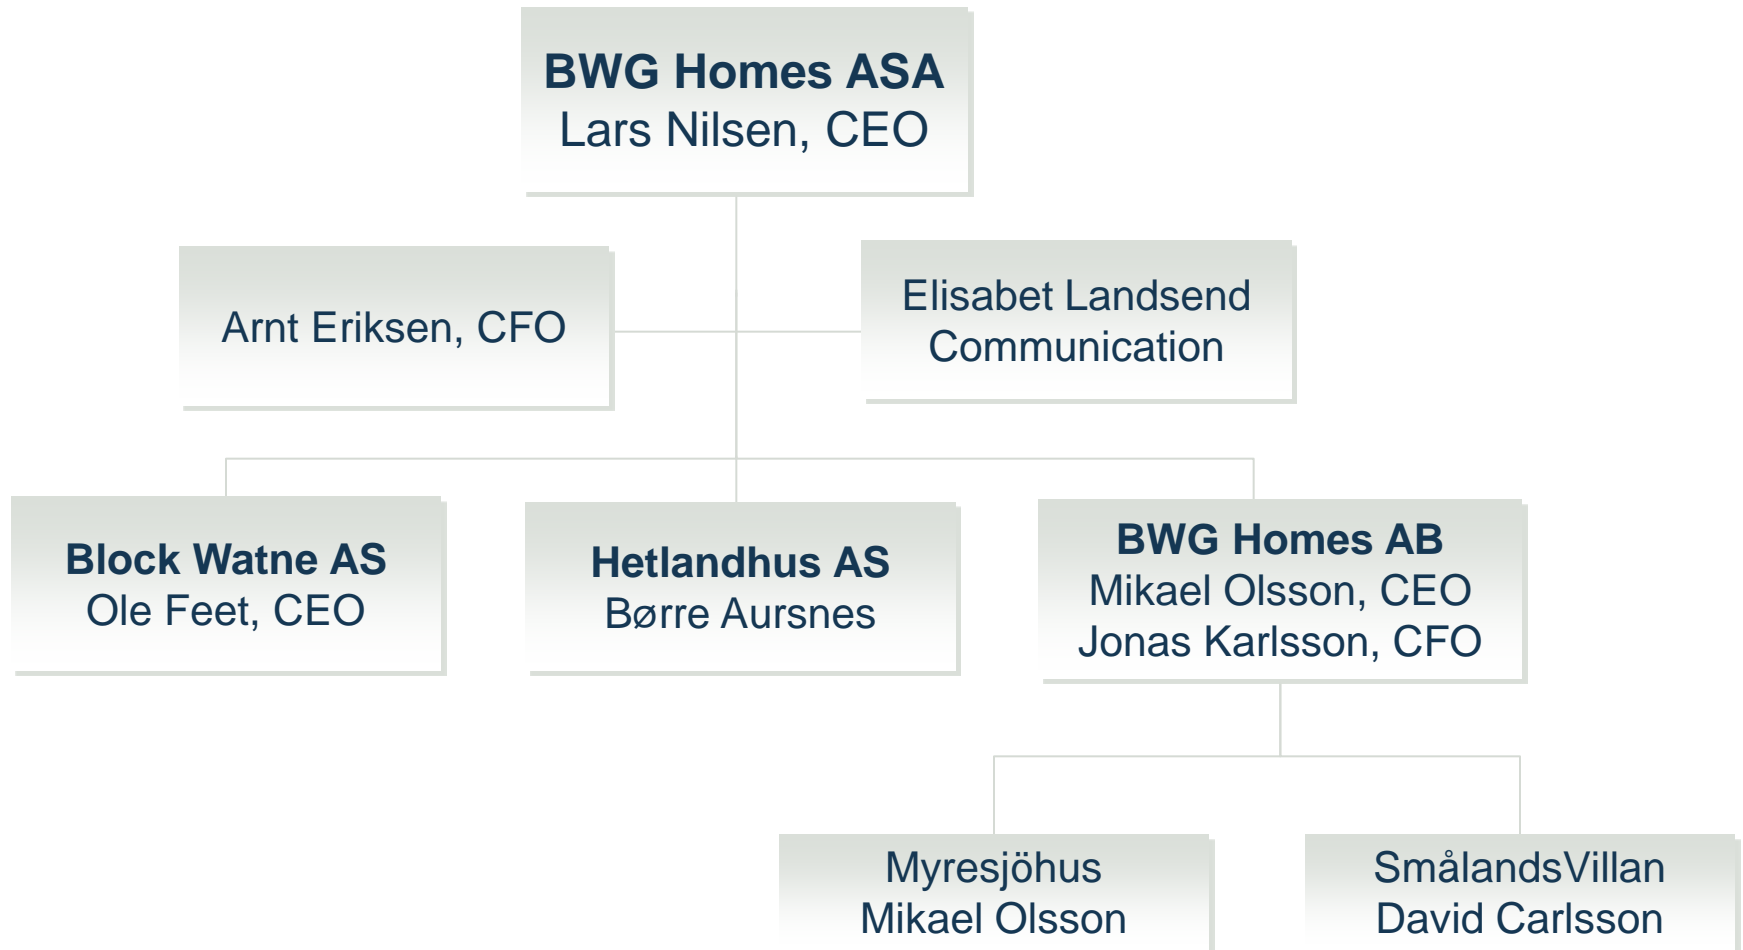 BWG Homes ASA
Lars Nilsen, CEO
Arnt Eriksen, CFO
Elisabet Landsend
Communication
Block Watne AS
Ole Feet, CEO
Hetlandhus AS
Børre Aursnes
BWG Homes AB
Mikael Olsson, CEO
Jonas Karlsson, CFO
Myresjöhus
Mikael Olsson
SmålandsVillan
David Carlsson